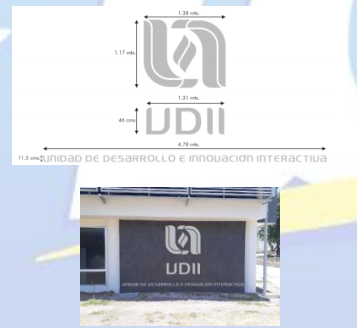 1.38 mts.
1.17 mts.
1.31 mts.
46 cms.
UDII
4.78 mts.
11.5 cms.
UNIDAD DE DESARROLLO E INNOVACION INTERACTIVA
UDII
UNIDAD DE DESARROLLO E INNOVACION INTERACTIVA